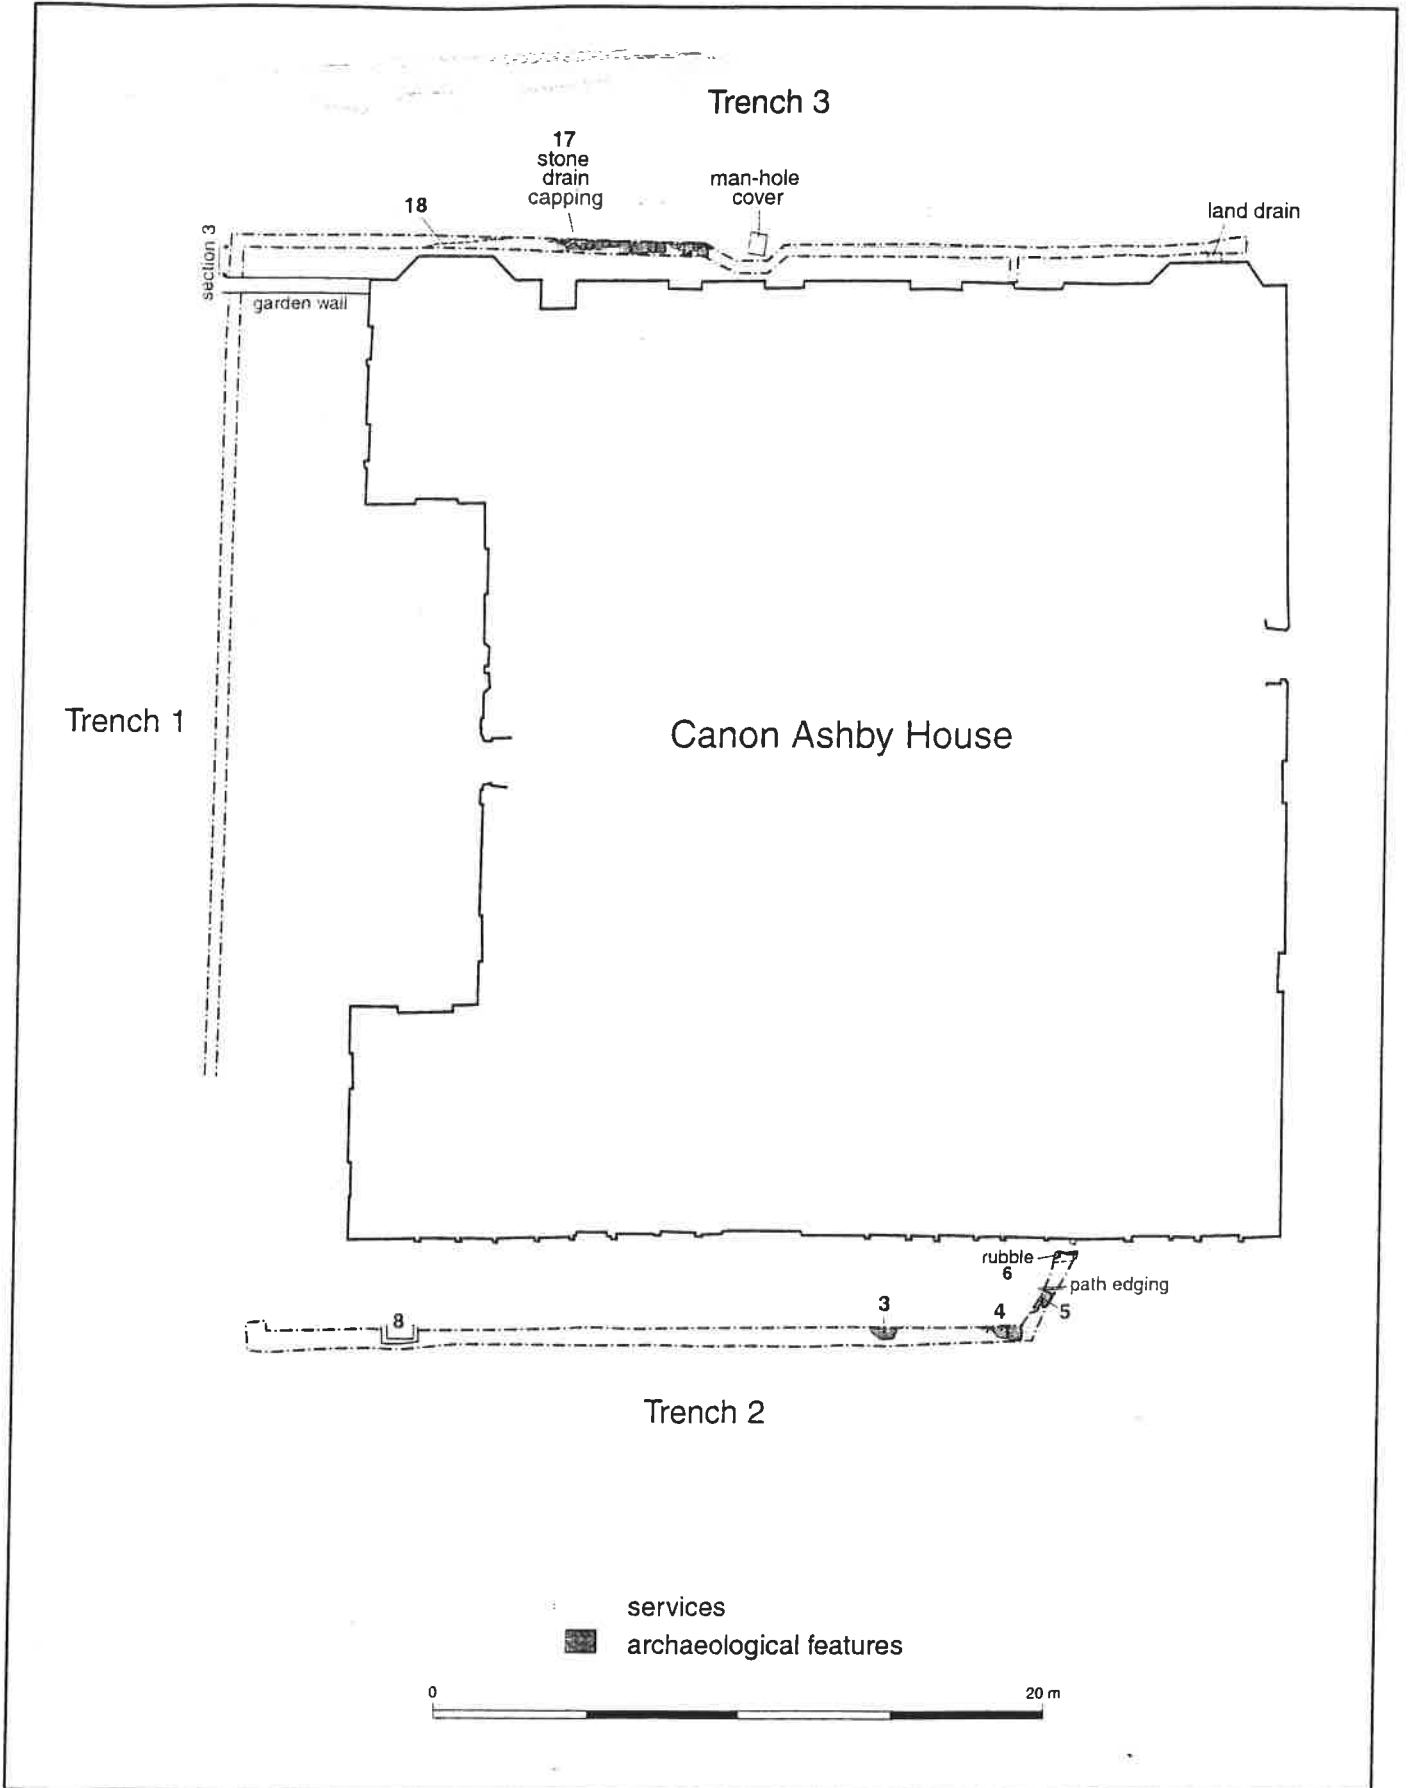 Trench 3
17
stone
drain
capping
man-hole
cover
18
land drain
section 3
garden wall
Trench 1
Canon Ashby House
rubble
6
path edging
5
8
3
4
Trench 2
services
archaeological features
0
20 m